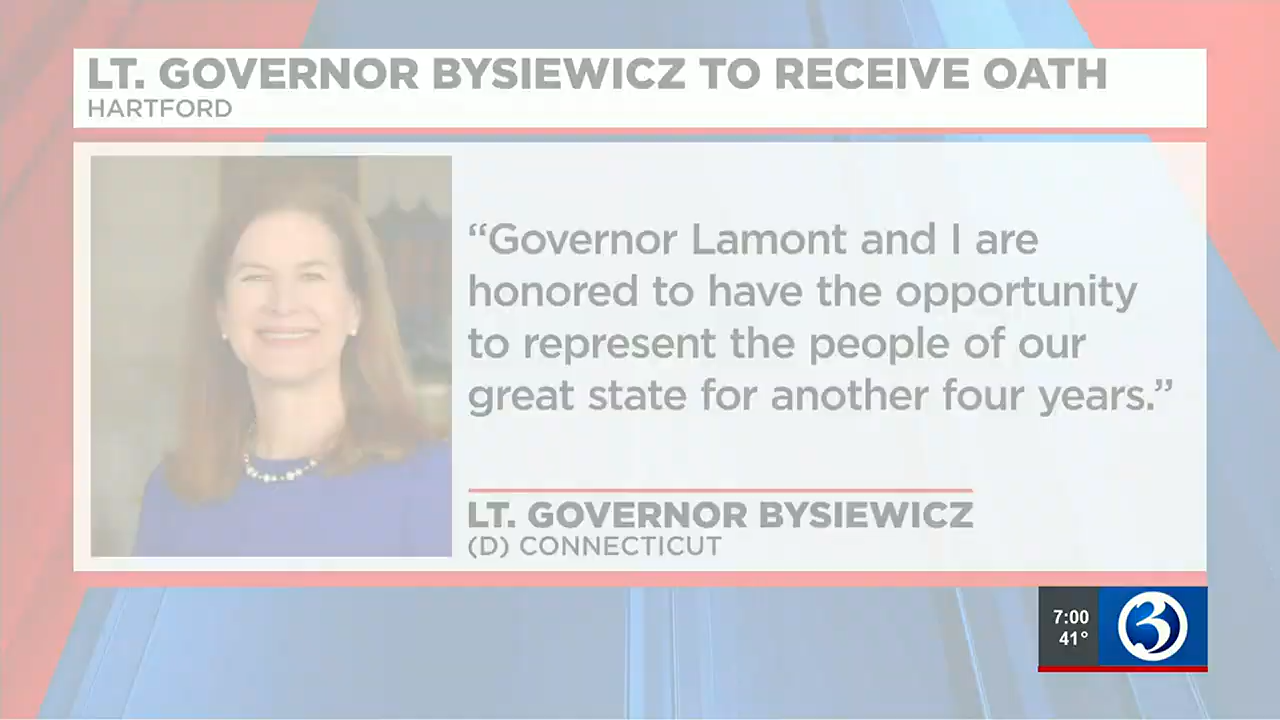 LT. GOVERNOR BYSIEWICZ TO RECEIVE OATH
HARTFORD
“Governor Lamont and I are
honored to have the opportunity
to represent the people of our
great state for another four years.”
LT. GOVERNOR BYSIEWICZ
(D) CONNECTICUT
7:00
41°
3